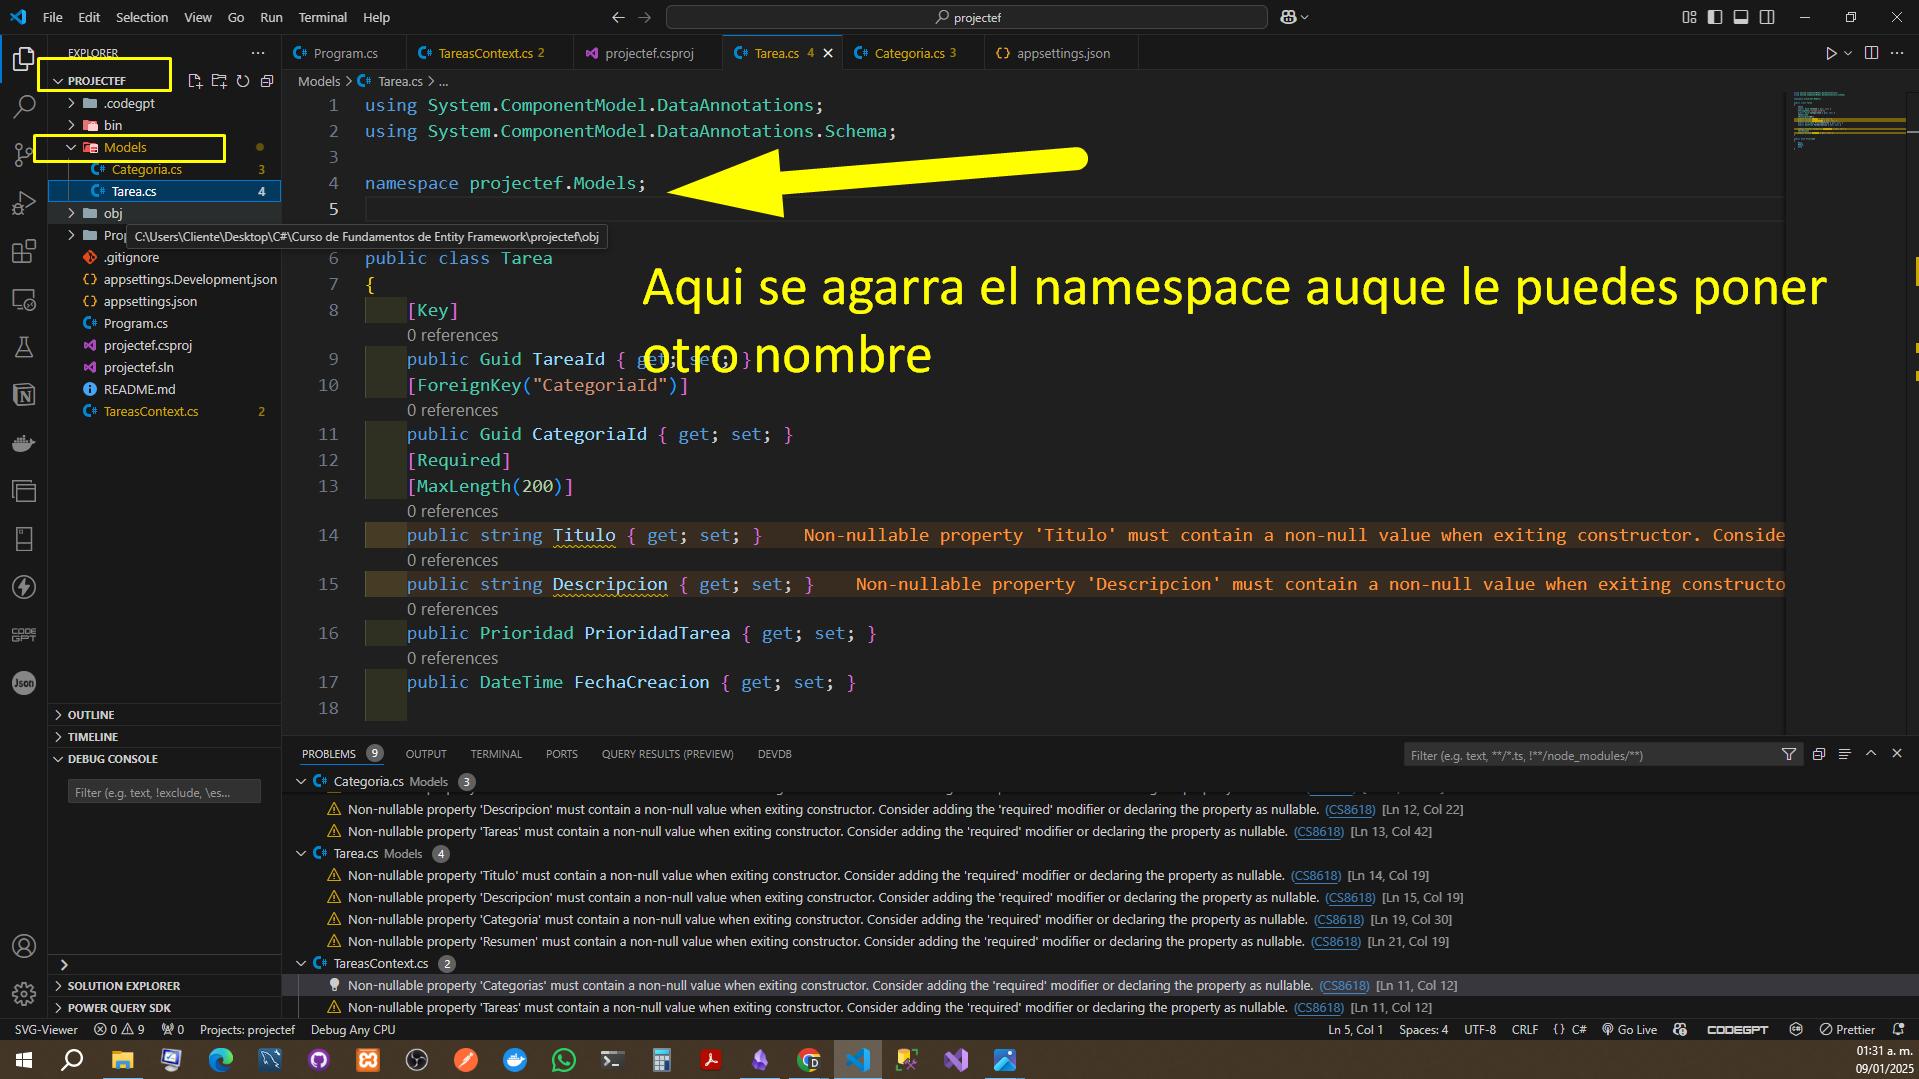 File Edit Selection View Go Run Terminal Help
projectef
EXPLORER
PROJECTEF
.codegpt
bin
Models
Categoria.cs 3
Tarea.cs 4
obj
Prop
C:\Users\Cliente\Desktop\C#\Curso de Fundamentos de Entity Framework\projectef\obj
.gitignore
appsettings.Development.json
appsettings.json
Program.cs
projectef.csproj
projectef.sln
README.md
TareasContext.cs 2
OUTLINE
TIMELINE
DEBUG CONSOLE
Filter (e.g. text, !exclude, \es...
SOLUTION EXPLORER
POWER QUERY SDK
Program.cs TareasContext.cs 2 projectef.csproj Tarea.cs 4 Categoria.cs 3 appsettings.json
Models > Tarea.cs > ...
1 using System.ComponentModel.DataAnnotations;
2 using System.ComponentModel.DataAnnotations.Schema;
3
4 namespace projectef.Models;
5
6 public class Tarea
7 {
8 [Key]
0 references
9 public Guid TareaId { get; set; }
10 [ForeignKey("CategoriaId")]
0 references
11 public Guid CategoriaId { get; set; }
12 [Required]
13 [MaxLength(200)]
0 references
14 public string Titulo { get; set; } Non-nullable property 'Titulo' must contain a non-null value when exiting constructor. Conside
0 references
15 public string Descripcion { get; set; } Non-nullable property 'Descripcion' must contain a non-null value when exiting constructo
0 references
16 public Prioridad PrioridadTarea { get; set; }
0 references
17 public DateTime FechaCreacion { get; set; }
18
Aqui se agarra el namespace auque le puedes poner
otro nombre
PROBLEMS 9 OUTPUT TERMINAL PORTS QUERY RESULTS (PREVIEW) DEVDB
Filter (e.g. text, **/*.ts, !**/node_modules/**)
Categoria.cs Models 3
Non-nullable property 'Descripcion' must contain a non-null value when exiting constructor. Consider adding the 'required' modifier or declaring the property as nullable. (CS8618) [Ln 12, Col 22]
Non-nullable property 'Tareas' must contain a non-null value when exiting constructor. Consider adding the 'required' modifier or declaring the property as nullable. (CS8618) [Ln 13, Col 42]
Tarea.cs Models 4
Non-nullable property 'Titulo' must contain a non-null value when exiting constructor. Consider adding the 'required' modifier or declaring the property as nullable. (CS8618) [Ln 14, Col 19]
Non-nullable property 'Descripcion' must contain a non-null value when exiting constructor. Consider adding the 'required' modifier or declaring the property as nullable. (CS8618) [Ln 15, Col 19]
Non-nullable property 'Categoria' must contain a non-null value when exiting constructor. Consider adding the 'required' modifier or declaring the property as nullable. (CS8618) [Ln 19, Col 30]
Non-nullable property 'Resumen' must contain a non-null value when exiting constructor. Consider adding the 'required' modifier or declaring the property as nullable. (CS8618) [Ln 21, Col 19]
TareasContext.cs 2
Non-nullable property 'Categorias' must contain a non-null value when exiting constructor. Consider adding the 'required' modifier or declaring the property as nullable. (CS8618) [Ln 11, Col 12]
Non-nullable property 'Tareas' must contain a non-null value when exiting constructor. Consider adding the 'required' modifier or declaring the property as nullable. (CS8618) [Ln 11, Col 12]
SVG-Viewer 0 9 0 Projects: projectef Debug Any CPU
Ln 5, Col 1 Spaces: 4 UTF-8 CRLF {} C# Go Live CODEGPT Prettier
CODE GPT
Json
01:31 a. m.
09/01/2025